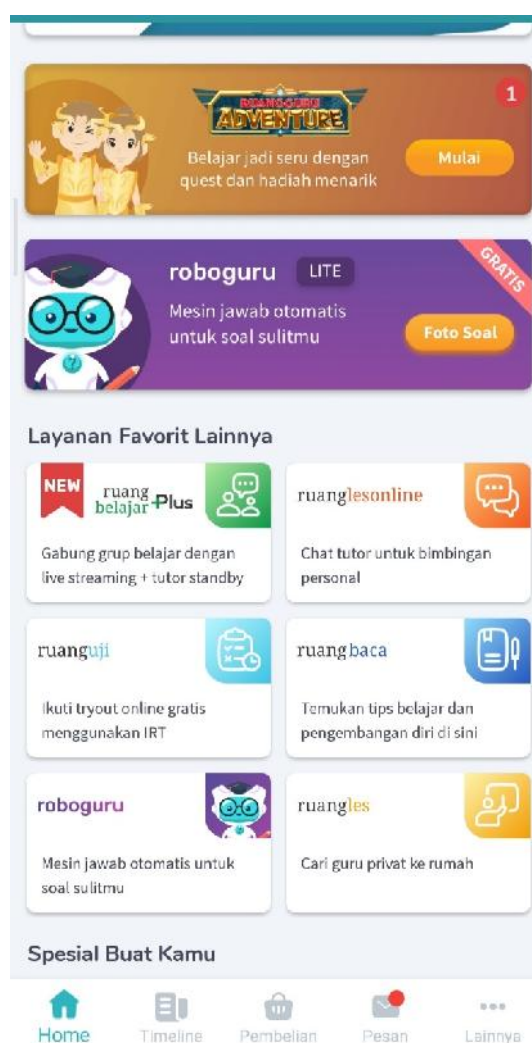 RUANGGURU
ADVENTURE
1
Belajar jadi seru dengan
quest dan hadiah menarik
Mulai
GRATIS
roboguru LITE
Mesin jawab otomatis
untuk soal sulitmu
Foto Soal
Layanan Favorit Lainnya
NEW
ruang
belajar Plus
Gabung grup belajar dengan
live streaming + tutor standby
ruanglesonline
Chat tutor untuk bimbingan
personal
ruanguji
Ikuti tryout online gratis
menggunakan IRT
ruangbaca
Temukan tips belajar dan
pengembangan diri di sini
roboguru
Mesin jawab otomatis untuk
soal sulitmu
ruangles
Cari guru privat ke rumah
Spesial Buat Kamu
Home Timeline Pembelian Pesan Lainnya